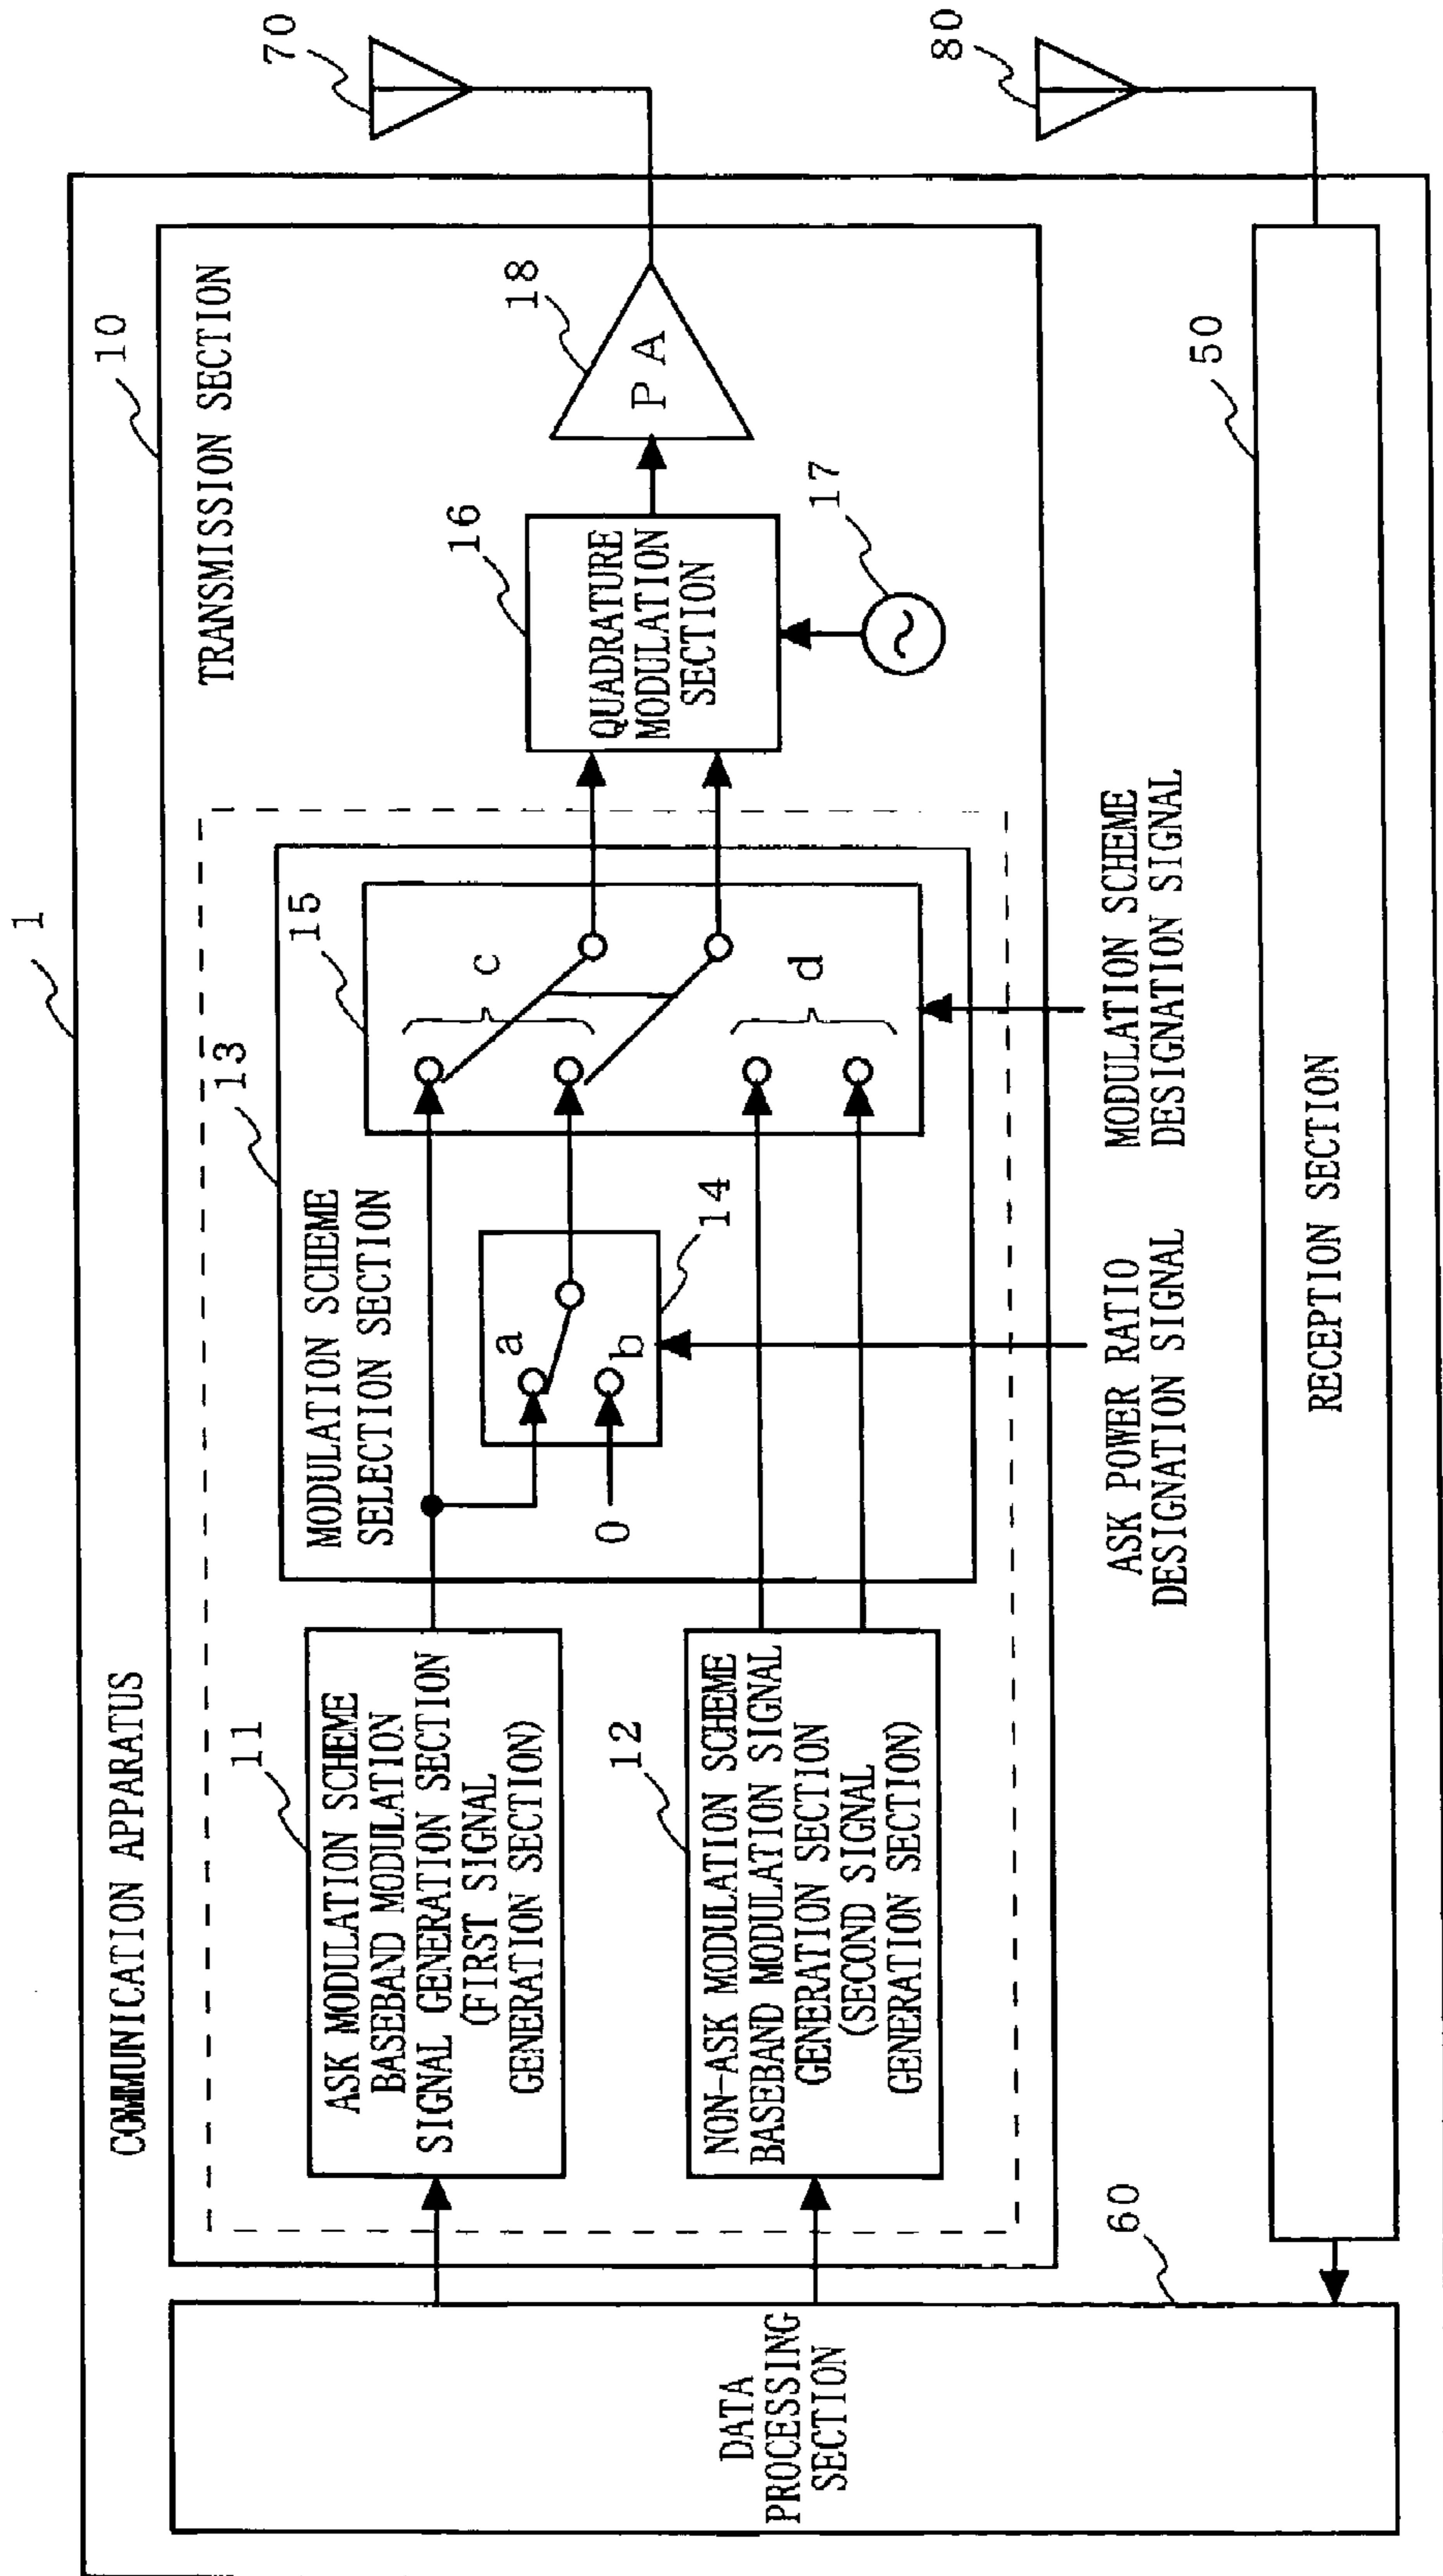 1
COMMUNICATION APPARATUS
10
TRANSMISSION SECTION
70
13
MODULATION SCHEME
SELECTION SECTION
15
c
d
a
b
0
14
11
ASK MODULATION SCHEME
BASEBAND MODULATION
SIGNAL GENERATION SECTION
(FIRST SIGNAL
GENERATION SECTION)
12
NON-ASK MODULATION SCHEME
BASEBAND MODULATION SIGNAL
GENERATION SECTION
(SECOND SIGNAL
GENERATION SECTION)
16
QUADRATURE
MODULATION
SECTION
17
18
PA
DATA
PROCESSING
SECTION
60
ASK POWER RATIO
DESIGNATION SIGNAL
MODULATION SCHEME
DESIGNATION SIGNAL
50
RECEPTION SECTION
80